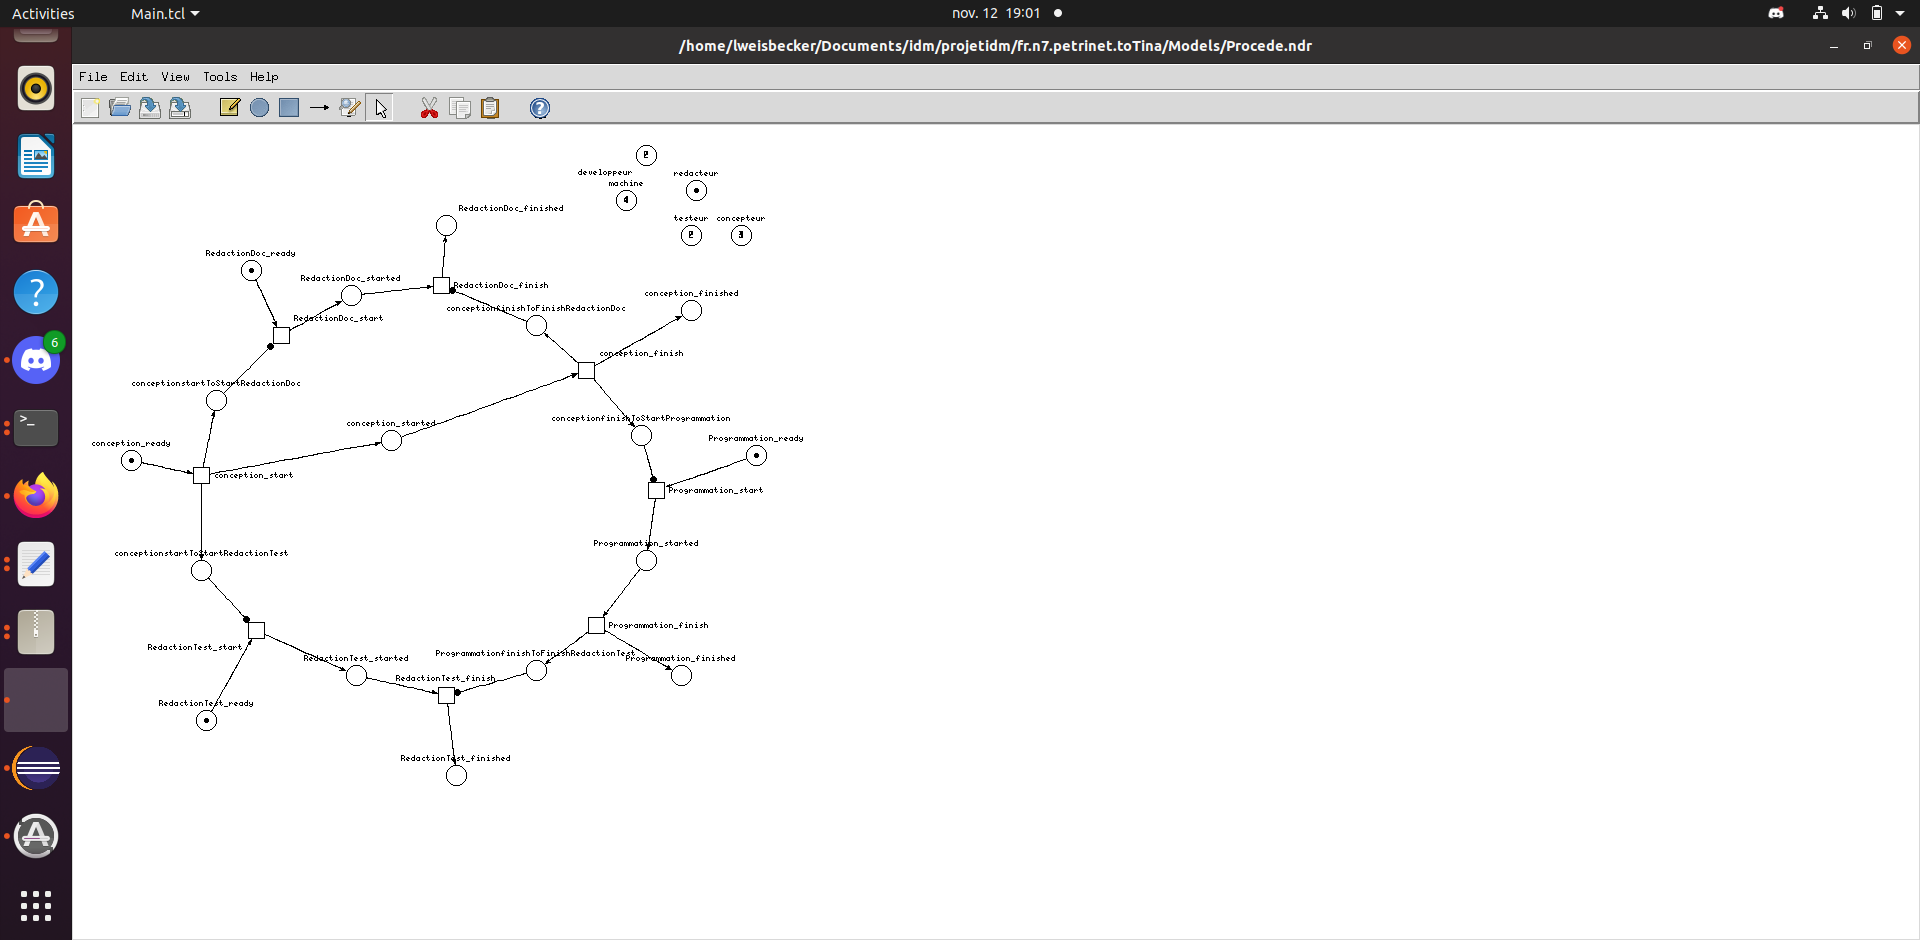 Activities
Main.tcl
nov. 12 19:01
/home/lweisbecker/Documents/idm/projetidm/fr.n7.petrinet.toTina/Models/Procede.ndr
File Edit View Tools Help
2
developpeur
redacteur
machine
4
RedactionDoc_finished
testeur concepteur
2 3
RedactionDoc_ready
RedactionDoc_started
RedactionDoc_finish
conception_finished
conceptionfinishToFinishRedactionDoc
RedactionDoc_start
6
conception_finish
conceptionstartToStartRedactionDoc
conception_started
conceptionfinishToStartProgrammation
conception_ready
Programmation_ready
conception_start
Programmation_start
Programmation_started
conceptionstartToStartRedactionTest
Programmation_finish
RedactionTest_start
ProgrammationfinishToFinishRedactionTest
RedactionTest_started
Programmation_finished
RedactionTest_finish
RedactionTest_ready
RedactionTest_finished